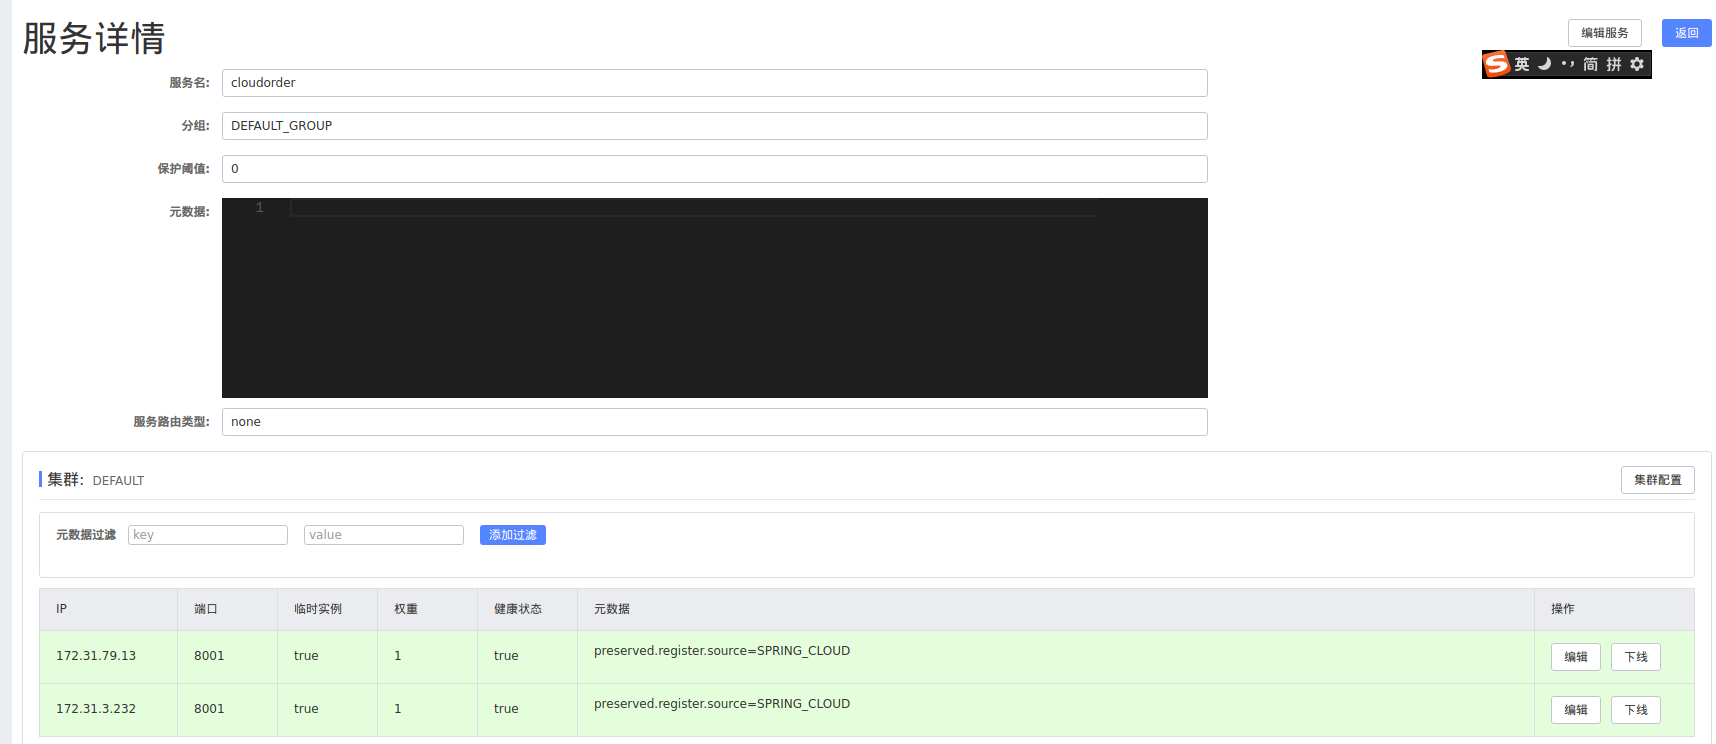 服务详情
编辑服务 返回
英 简 拼
服务名: cloudorder
分组: DEFAULT_GROUP
保护阈值: 0
元数据: 1
服务路由类型: none
集群: DEFAULT 集群配置
元数据过滤 key value 添加过滤
IP 端口 临时实例 权重 健康状态 元数据 操作
172.31.79.13 8001 true 1 true preserved.register.source=SPRING_CLOUD 编辑 下线
172.31.3.232 8001 true 1 true preserved.register.source=SPRING_CLOUD 编辑 下线